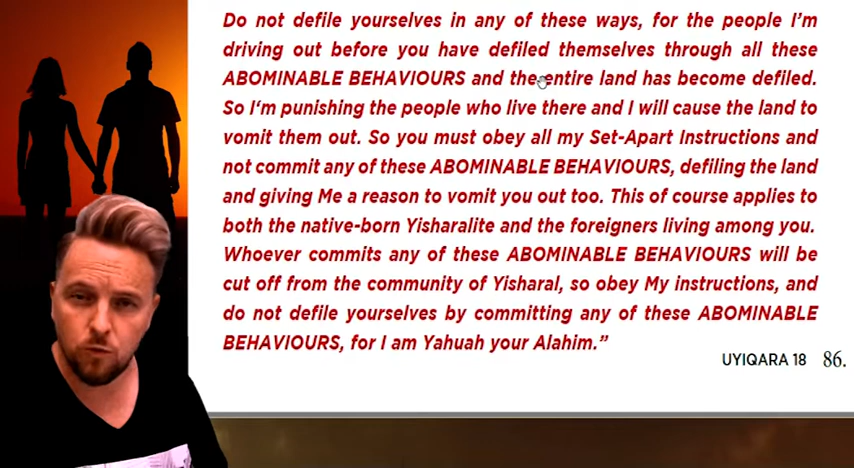 Do not defile yourselves in any of these ways, for the people I'm
driving out before you have defiled themselves through all these
ABOMINABLE BEHAVIOURS and the entire land has become defiled.
So I'm punishing the people who live there and I will cause the land to
vomit them out. So you must obey all my Set-Apart Instructions and
not commit any of these ABOMINABLE BEHAVIOURS, defiling the land
and giving Me a reason to vomit you out too. This of course applies to
both the native-born Yisharalite and the foreigners living among you.
Whoever commits any of these ABOMINABLE BEHAVIOURS will be
cut off from the community of Yisharal, so obey My instructions, and
do not defile yourselves by committing any of these ABOMINABLE
BEHAVIOURS, for I am Yahuah your Alahim.”
UYIQARA 18 86.